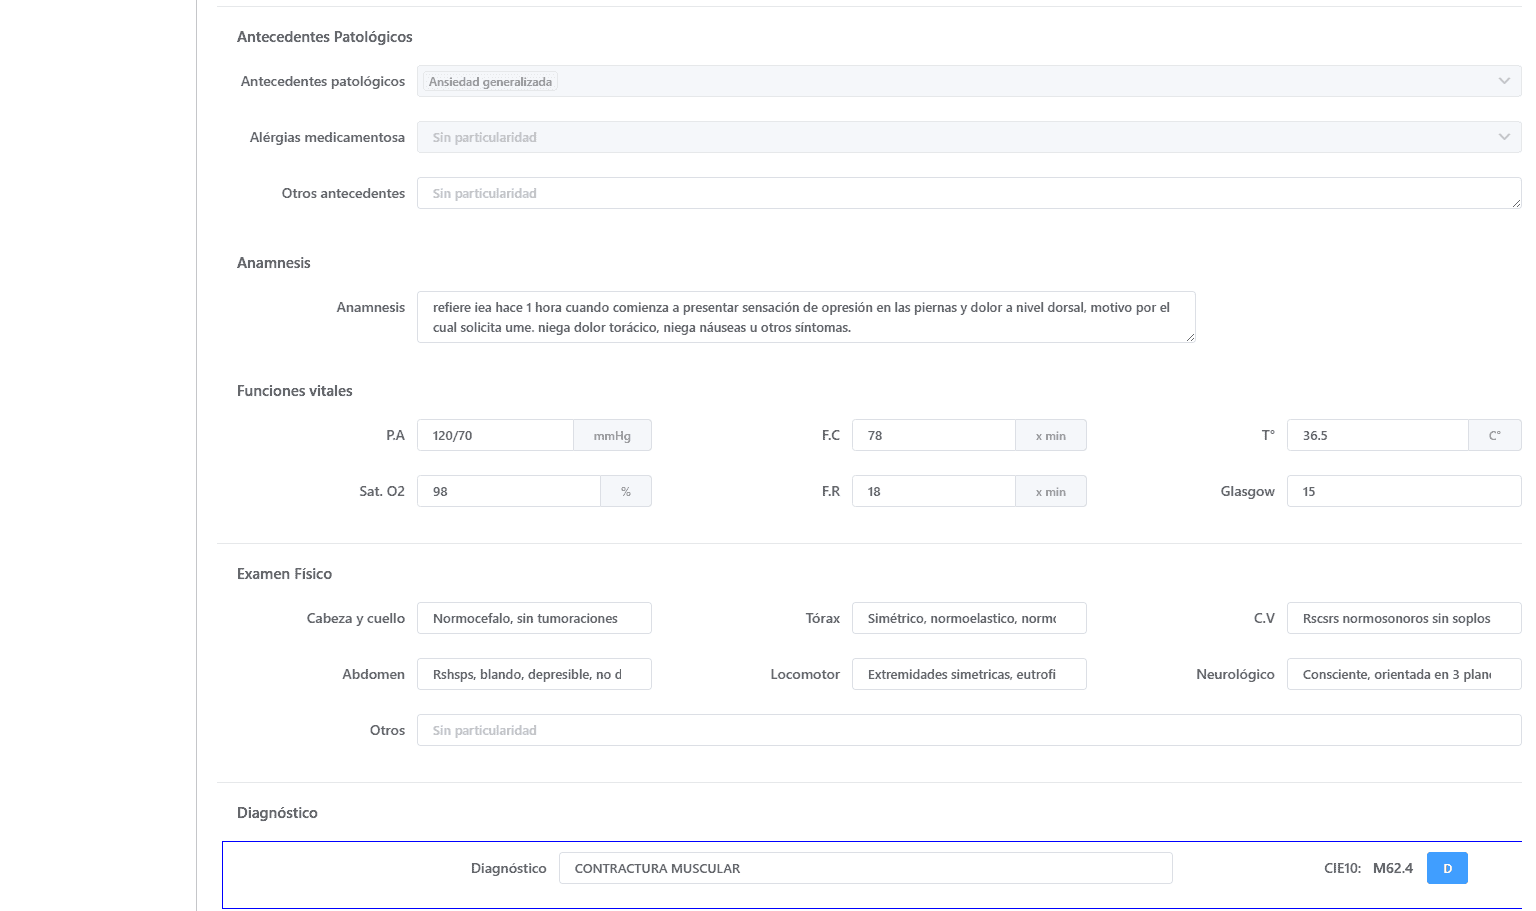 Antecedentes Patológicos
Antecedentes patológicos Ansiedad generalizada
Alérgias medicamentosa Sin particularidad
Otros antecedentes Sin particularidad
Anamnesis
Anamnesis refiere iea hace 1 hora cuando comienza a presentar sensación de opresión en las piernas y dolor a nivel dorsal, motivo por el
cual solicita ume. niega dolor torácico, niega náuseas u otros síntomas.
Funciones vitales
P.A 120/70 mmHg F.C 78 x min T° 36.5 C°
Sat. O2 98 % F.R 18 x min Glasgow 15
Examen Físico
Cabeza y cuello Normocefalo, sin tumoraciones Tórax Simétrico, normoelastico, normo C.V Rscsrs normosonoros sin soplos
Abdomen Rshsps, blando, depresible, no d Locomotor Extremidades simetricas, eutrofi Neurológico Consciente, orientada en 3 plan
Otros Sin particularidad
Diagnóstico
Diagnóstico CONTRACTURA MUSCULAR CIE10: M62.4 D